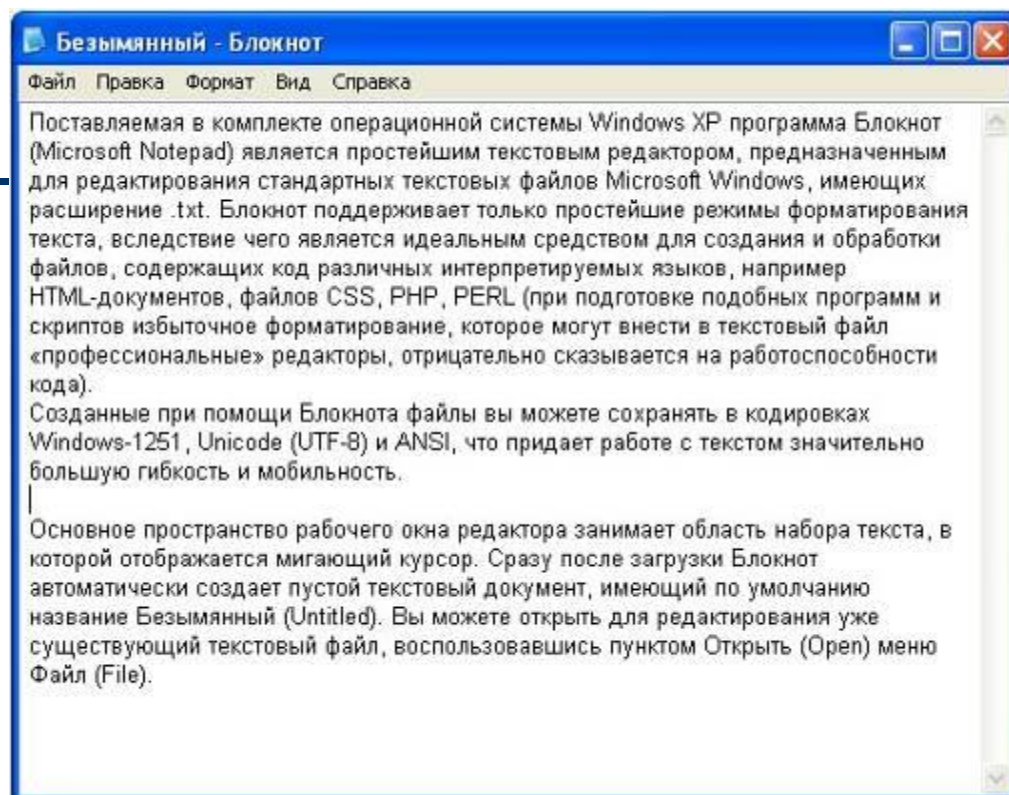 Безымянный - Блокнот
Файл Правка Формат Вид Справка
Поставляемая в комплекте операционной системы Windows XP программа Блокнот
(Microsoft Notepad) является простейшим текстовым редактором, предназначенным
для редактирования стандартных текстовых файлов Microsoft Windows, имеющих
расширение .txt. Блокнот поддерживает только простейшие режимы форматирования
текста, вследствие чего является идеальным средством для создания и обработки
файлов, содержащих код различных интерпретируемых языков, например
HTML-документов, файлов CSS, PHP, PERL (при подготовке подобных программ и
скриптов избыточное форматирование, которое могут внести в текстовый файл
«профессиональные» редакторы, отрицательно сказывается на работоспособности
кода).
Созданные при помощи Блокнота файлы вы можете сохранять в кодировках
Windows-1251, Unicode (UTF-8) и ANSI, что придает работе с текстом значительно
большую гибкость и мобильность.
Основное пространство рабочего окна редактора занимает область набора текста, в
которой отображается мигающий курсор. Сразу после загрузки Блокнот
автоматически создает пустой текстовый документ, имеющий по умолчанию
название Безымянный (Untitled). Вы можете открыть для редактирования уже
существующий текстовый файл, воспользовавшись пунктом Открыть (Open) меню
Файл (File).